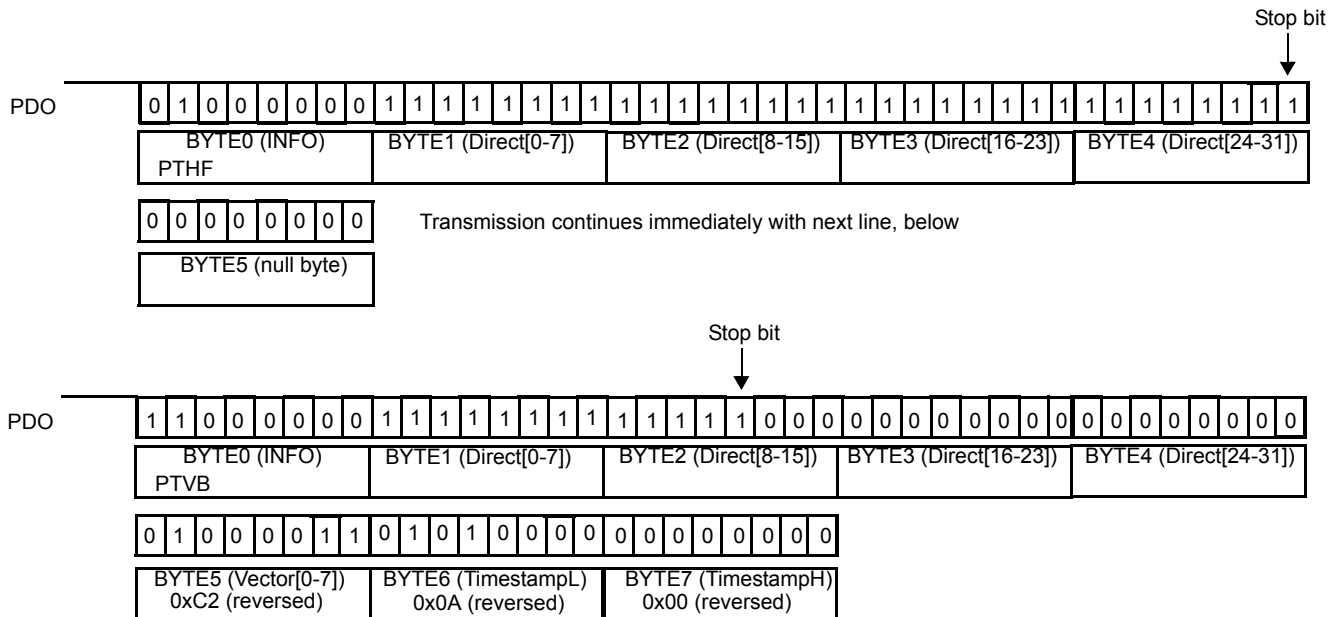 Stop bit
PDO 0 1 0 0 0 0 0 0 1 1 1 1 1 1 1 1 1 1 1 1 1 1 1 1 1 1 1 1 1 1 1 1 1 1 1 1 1 1 1 1
BYTE0 (INFO) BYTE1 (Direct[0-7]) BYTE2 (Direct[8-15]) BYTE3 (Direct[16-23]) BYTE4 (Direct[24-31])
PTHF
0 0 0 0 0 0 0 0 Transmission continues immediately with next line, below
BYTE5 (null byte)
Stop bit
PDO 1 1 0 0 0 0 0 0 1 1 1 1 1 1 1 1 1 1 1 1 1 0 0 0 0 0 0 0 0 0 0 0 0 0 0 0 0 0 0 0
BYTE0 (INFO) BYTE1 (Direct[0-7]) BYTE2 (Direct[8-15]) BYTE3 (Direct[16-23]) BYTE4 (Direct[24-31])
PTVB
0 1 0 0 0 0 1 1 0 1 0 1 0 0 0 0 0 0 0 0 0 0 0 0
BYTE5 (Vector[0-7]) BYTE6 (TimestampL) BYTE7 (TimestampH)
0xC2 (reversed) 0x0A (reversed) 0x00 (reversed)